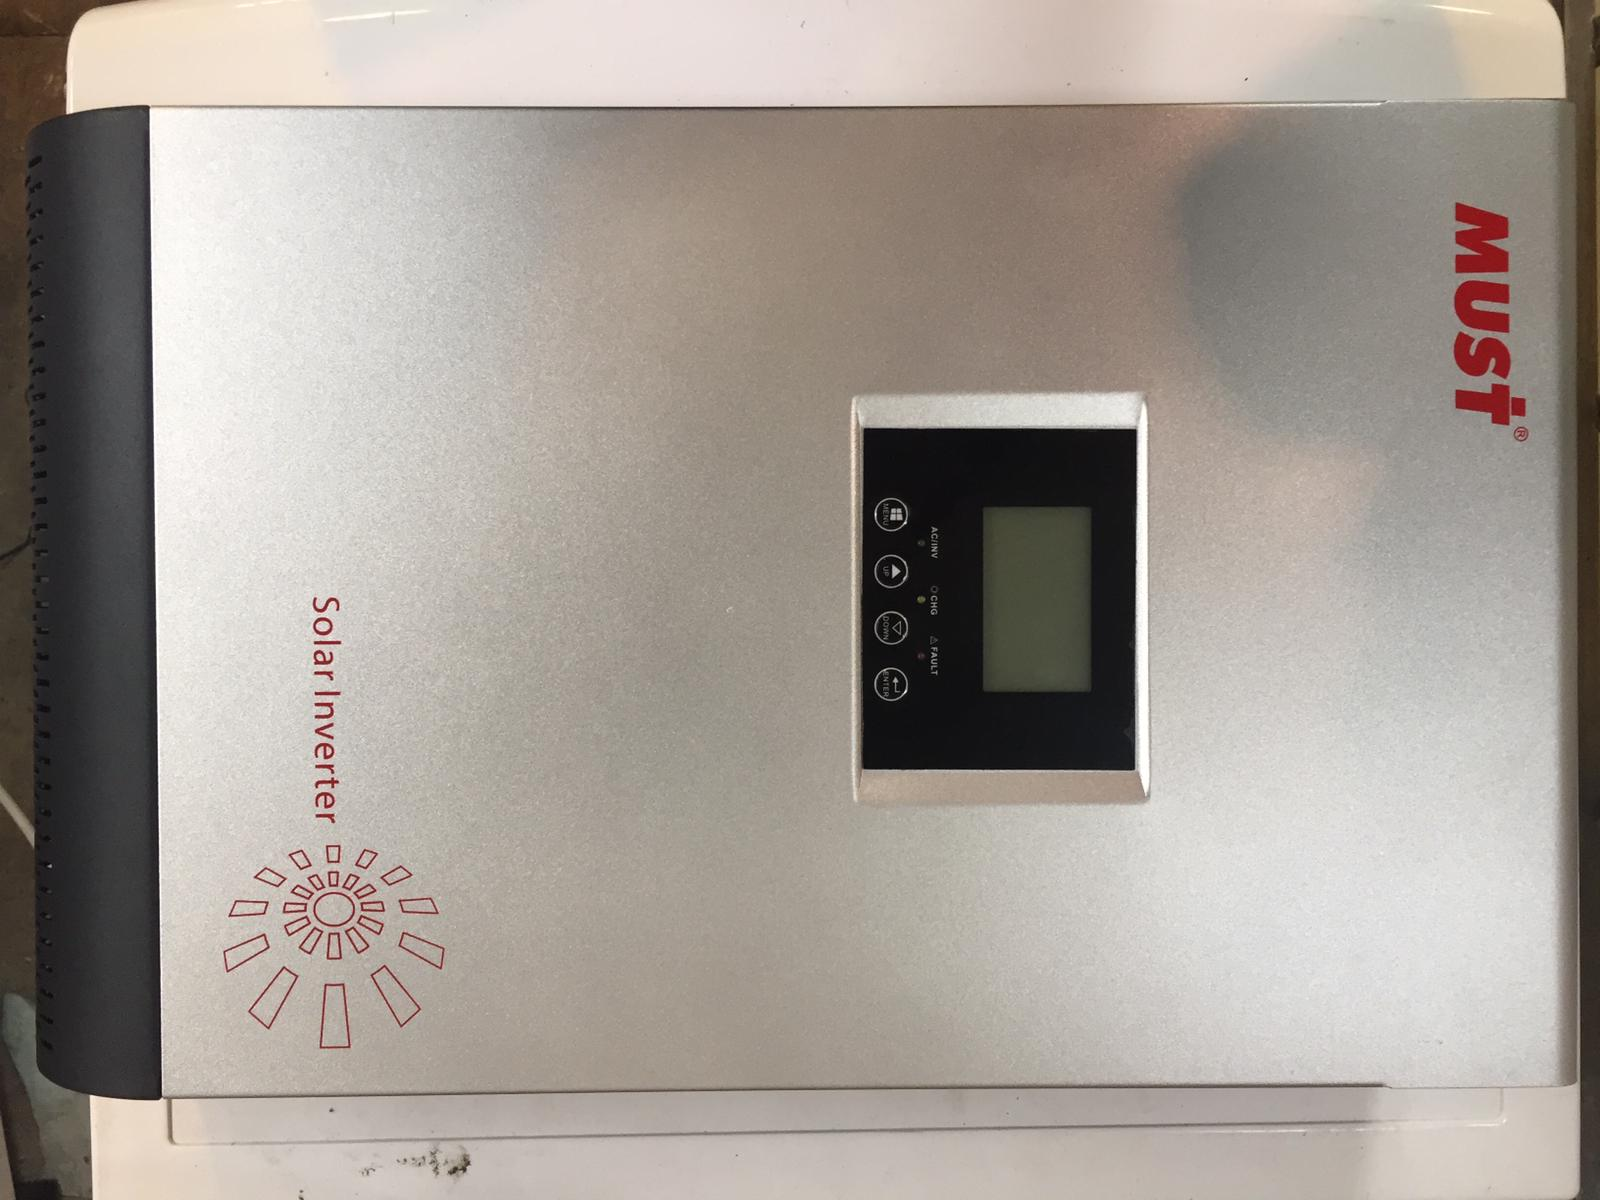 MUST®
AC/INV CHG FAULT
MENU UP DOWN ENTER
Solar Inverter